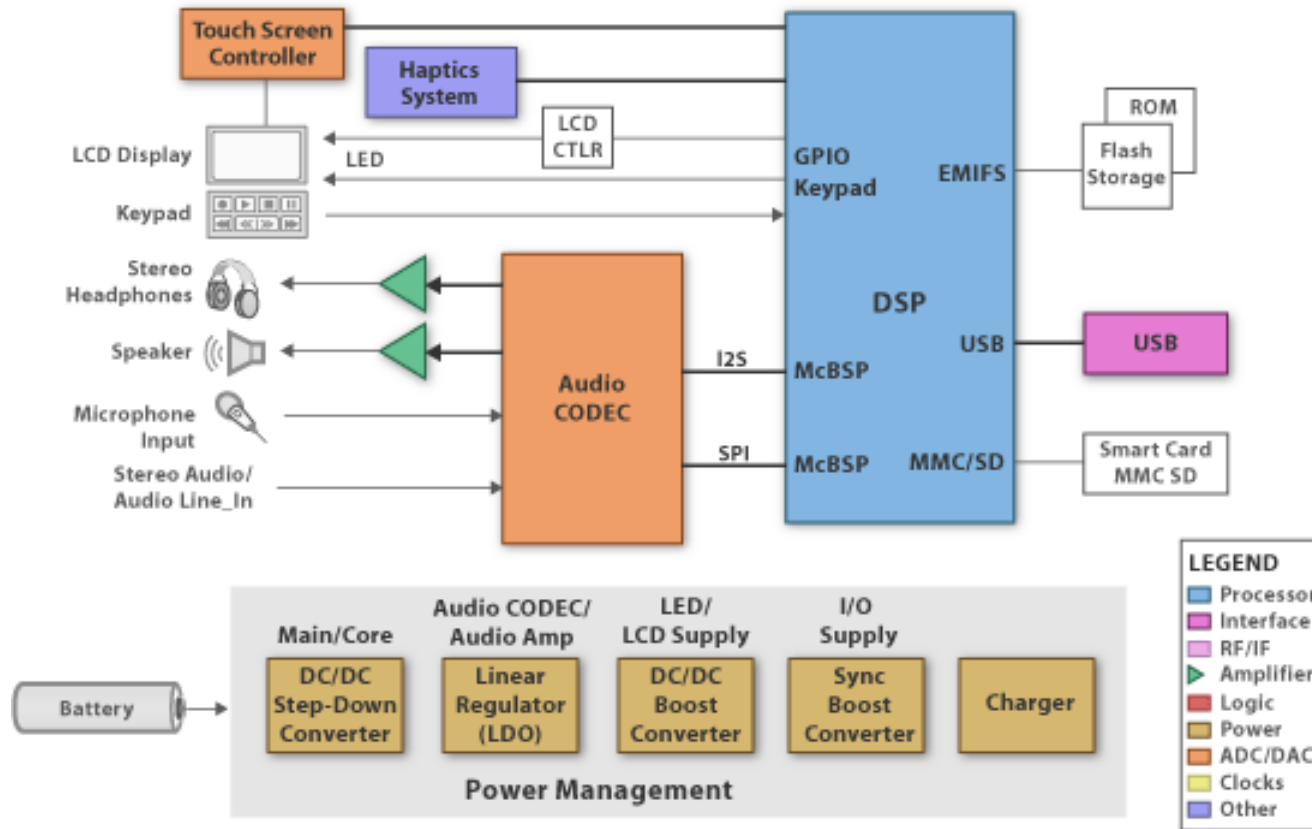 Touch Screen
Controller
Haptics
System
LCD
CTLR
LCD Display
LED
Keypad
GPIO
Keypad
EMIFS
ROM
Flash
Storage
Stereo
Headphones
Speaker
Microphone
Input
Stereo Audio/
Audio Line_In
Audio
CODEC
I2S
SPI
McBSP
McBSP
DSP
USB
USB
MMC/SD
Smart Card
MMC SD
LEGEND
Processor
Interface
RF/IF
Amplifier
Logic
Power
ADC/DAC
Clocks
Other
Battery
Main/Core
DC/DC
Step-Down
Converter
Audio CODEC/
Audio Amp
Linear
Regulator
(LDO)
LED/
LCD Supply
DC/DC
Boost
Converter
I/O
Supply
Sync
Boost
Converter
Charger
Power Management